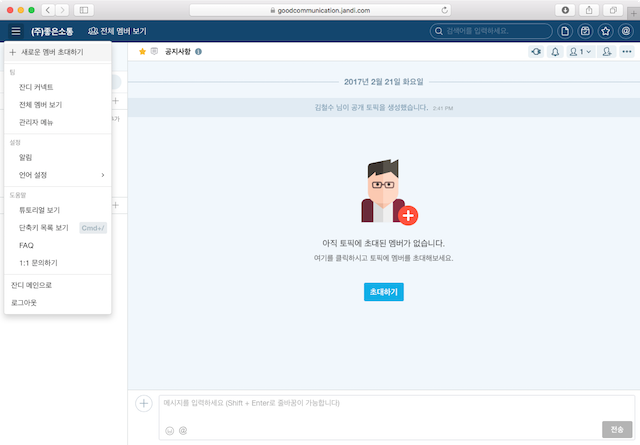 goodcommunication.jandi.com
(주)좋은소통
전체 멤버 보기
검색어를 입력하세요.
새로운 멤버 초대하기
공지사항
1
팀
잔디 커넥트
전체 멤버 보기
관리자 메뉴
설정
알림
언어 설정
도움말
튜토리얼 보기
단축키 목록 보기 Cmd+/
FAQ
1:1 문의하기
잔디 메인으로
로그아웃
2017년 2월 21일 화요일
김철수 님이 공개 토픽을 생성했습니다. 3:41 PM
아직 토픽에 초대된 멤버가 없습니다.
여기를 클릭하시고 토픽에 멤버를 초대해보세요.
초대하기
메시지를 입력하세요 (Shift + Enter로 줄바꿈이 가능합니다)
전송